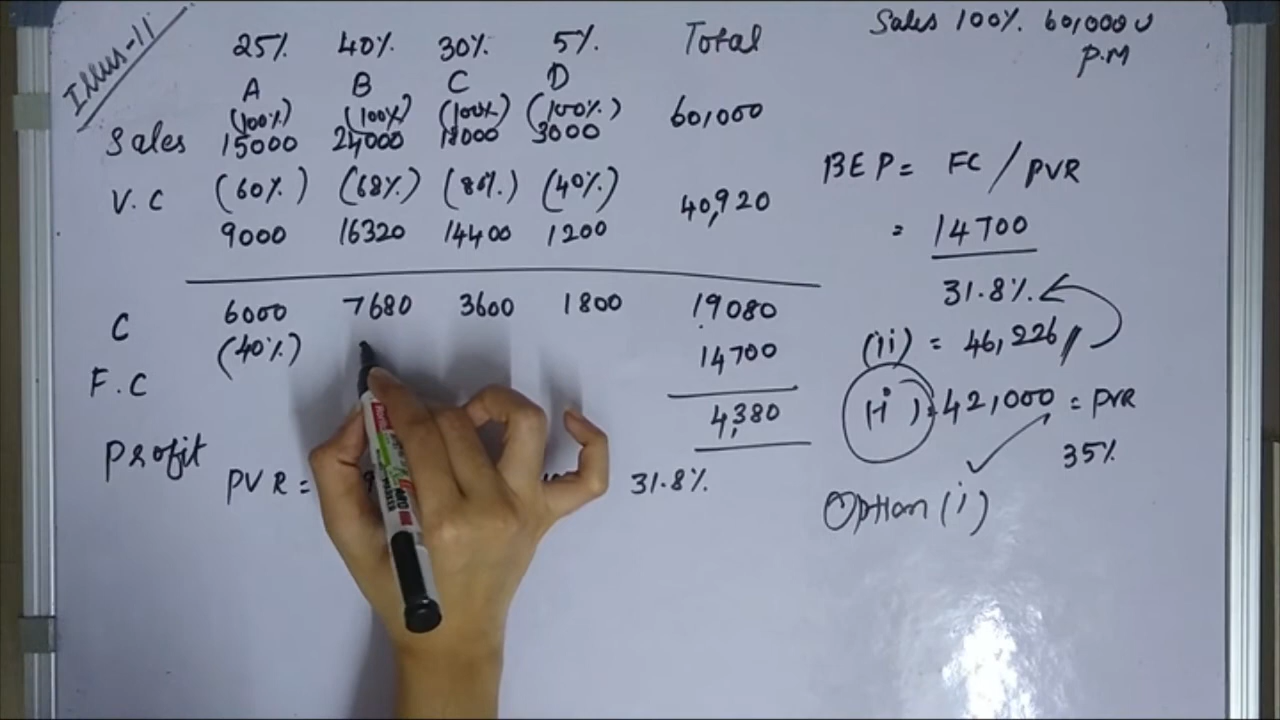 Illus-11
25% 40% 30% 5% Total
A B C D
(100%) (100%) (100%) (100%)
Sales 15000 24000 18000 3000 60,000
V.C (60%) (68%) (80%) (40%) 40,920
9000 16320 14400 1200
C 6000 7680 3600 1800 19080
(40%)
F.C 14700
Profit 4,380
PVR = 31.8%
Sales 100% 60,000
P.M
BEP = FC / PVR
= 14700
31.8%
(ii) = 46,226
(i) = 42,000 = PVR
35%
Option (i)